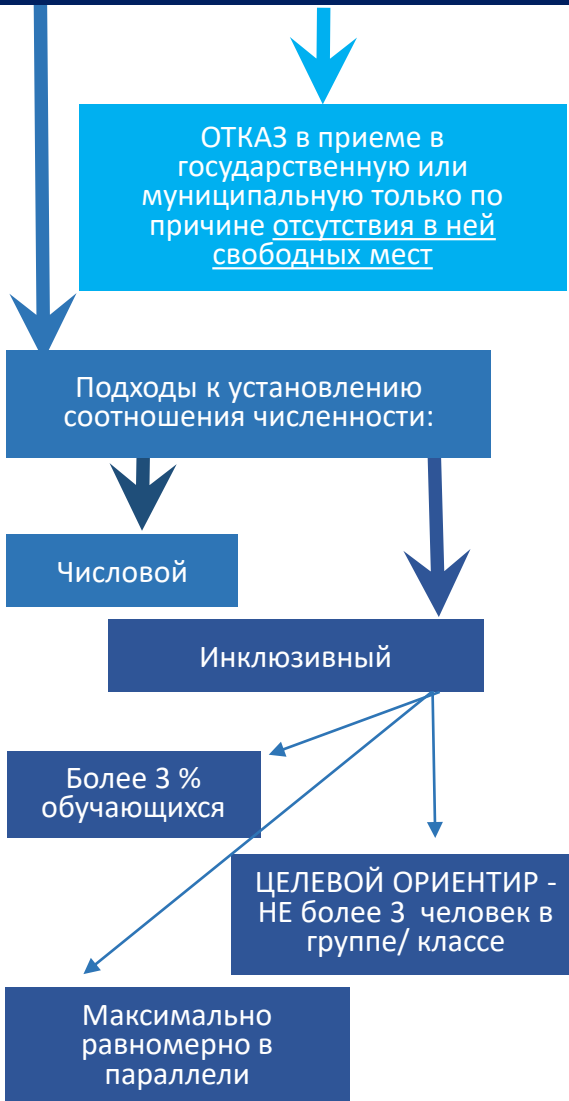 ОТКАЗ в приеме в
государственную или
муниципальную только по
причине отсутствия в ней
свободных мест
Подходы к установлению
соотношения численности:
Числовой
Инклюзивный
Более 3 %
обучающихся
ЦЕЛЕВОЙ ОРИЕНТИР -
НЕ более 3 человек в
группе/ классе
Максимально
равномерно в
параллели